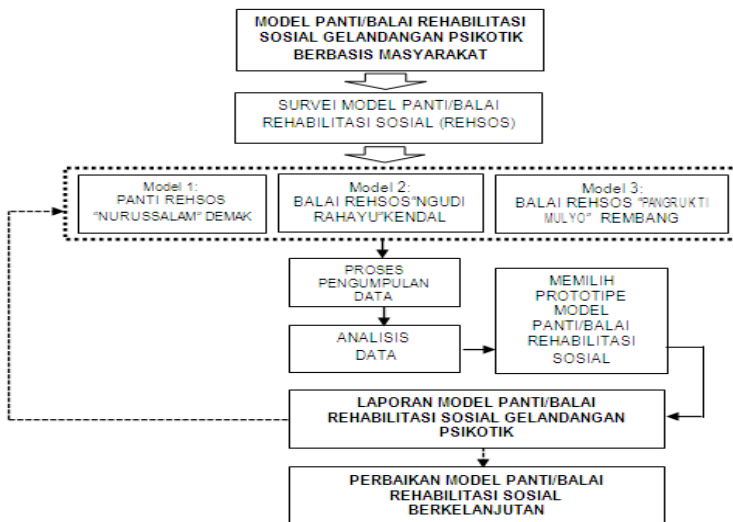 MODEL PANTI/BALAI REHABILITASI
SOSIAL GELANDANGAN PSIKOTIK
BERBASIS MASYARAKAT
SURVEI MODEL PANTI/BALAI
REHABILITASI SOSIAL (REHSOS)
Model 1:
PANTI REHSOS
"NURUSSALAM" DEMAK
Model 2:
BALAI REHSOS"NGUDI
RAHAYU"KENDAL
Model 3:
BALAI REHSOS "PANGRUKTI
MULYO" REMBANG
PROSES
PENGUMPULAN
DATA
ANALISIS
DATA
MEMILIH
PROTOTIPE
MODEL
PANTI/BALAI
REHABILITASI
SOSIAL
LAPORAN MODEL PANTI/BALAI
REHABILITASI SOSIAL GELANDANGAN
PSIKOTIK
PERBAIKAN MODEL PANTI/BALAI
REHABILITASI SOSIAL
BERKELANJUTAN